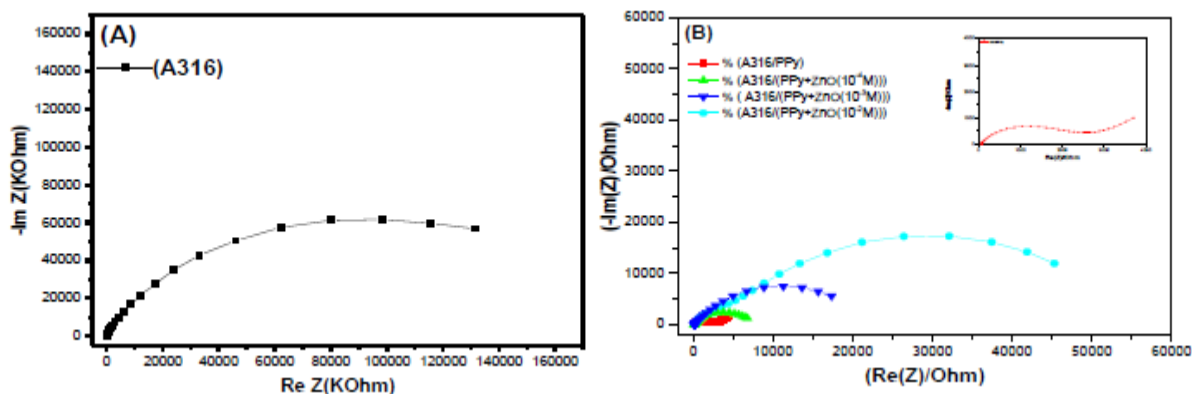 (A)
(A316)
160000
140000
120000
100000
80000
60000
40000
20000
0
-Im Z(KOhm)
0 20000 40000 60000 80000 100000 120000 140000 160000
Re Z(KOhm)
(B)
% (A316/PPy)
% (A316/(PPy+ZnO(10⁻⁴M)))
% ( A316/(PPy+ZnO(10⁻³M)))
% (A316/(PPy+ZnO(10⁻²M)))
60000
50000
40000
30000
20000
10000
0
(-Im(Z)/Ohm)
0 10000 20000 30000 40000 50000 60000
(Re(Z)/Ohm)